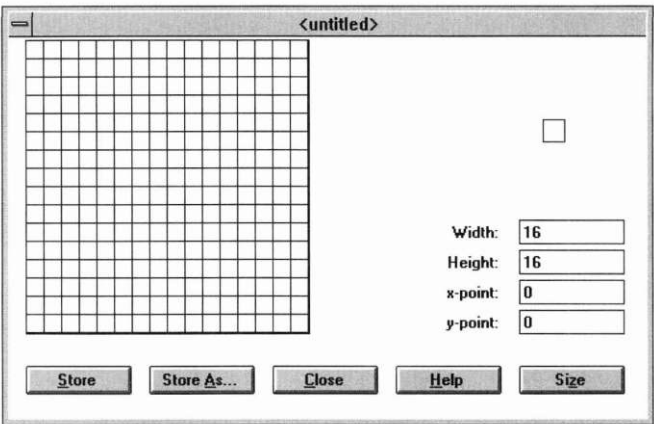 <untitled>
Width: 16
Height: 16
x-point: 0
y-point: 0
Store Store As... Close Help Size